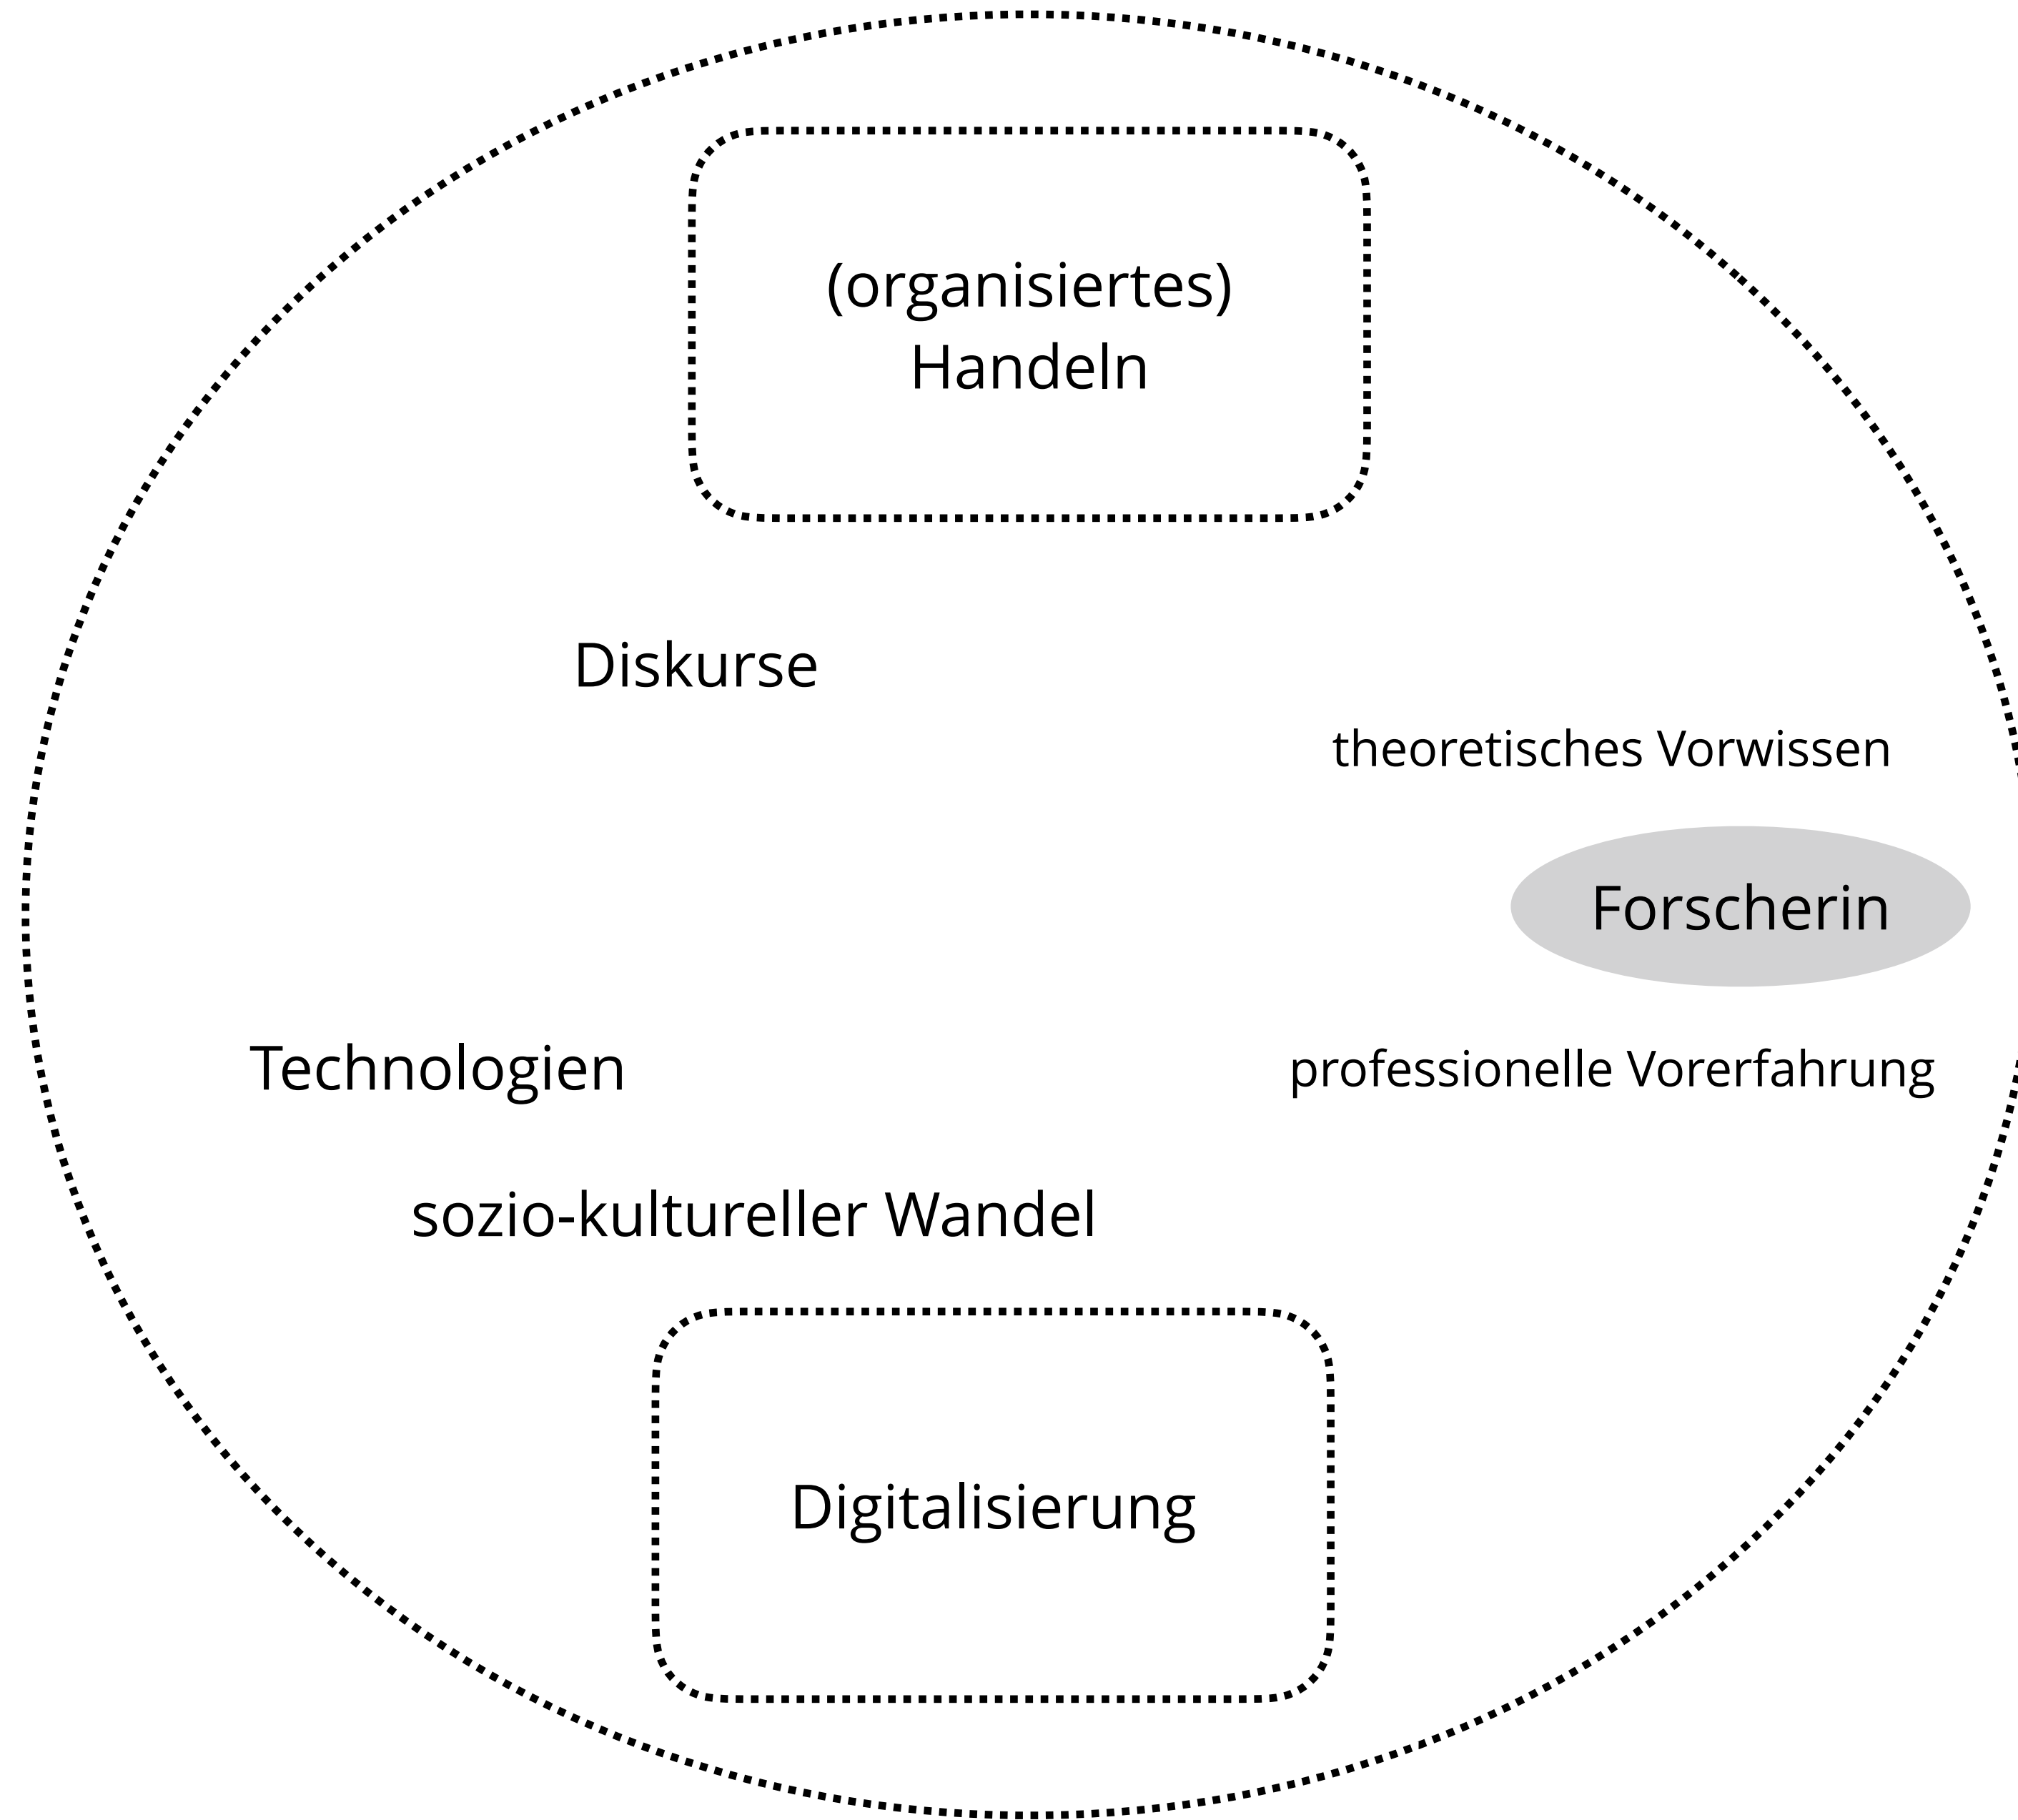 (organisiertes)
Handeln
Diskurse
theoretisches Vorwissen
Forscherin
Technologien
professionelle Vorerfahrung
sozio-kultureller Wandel
Digitalisierung